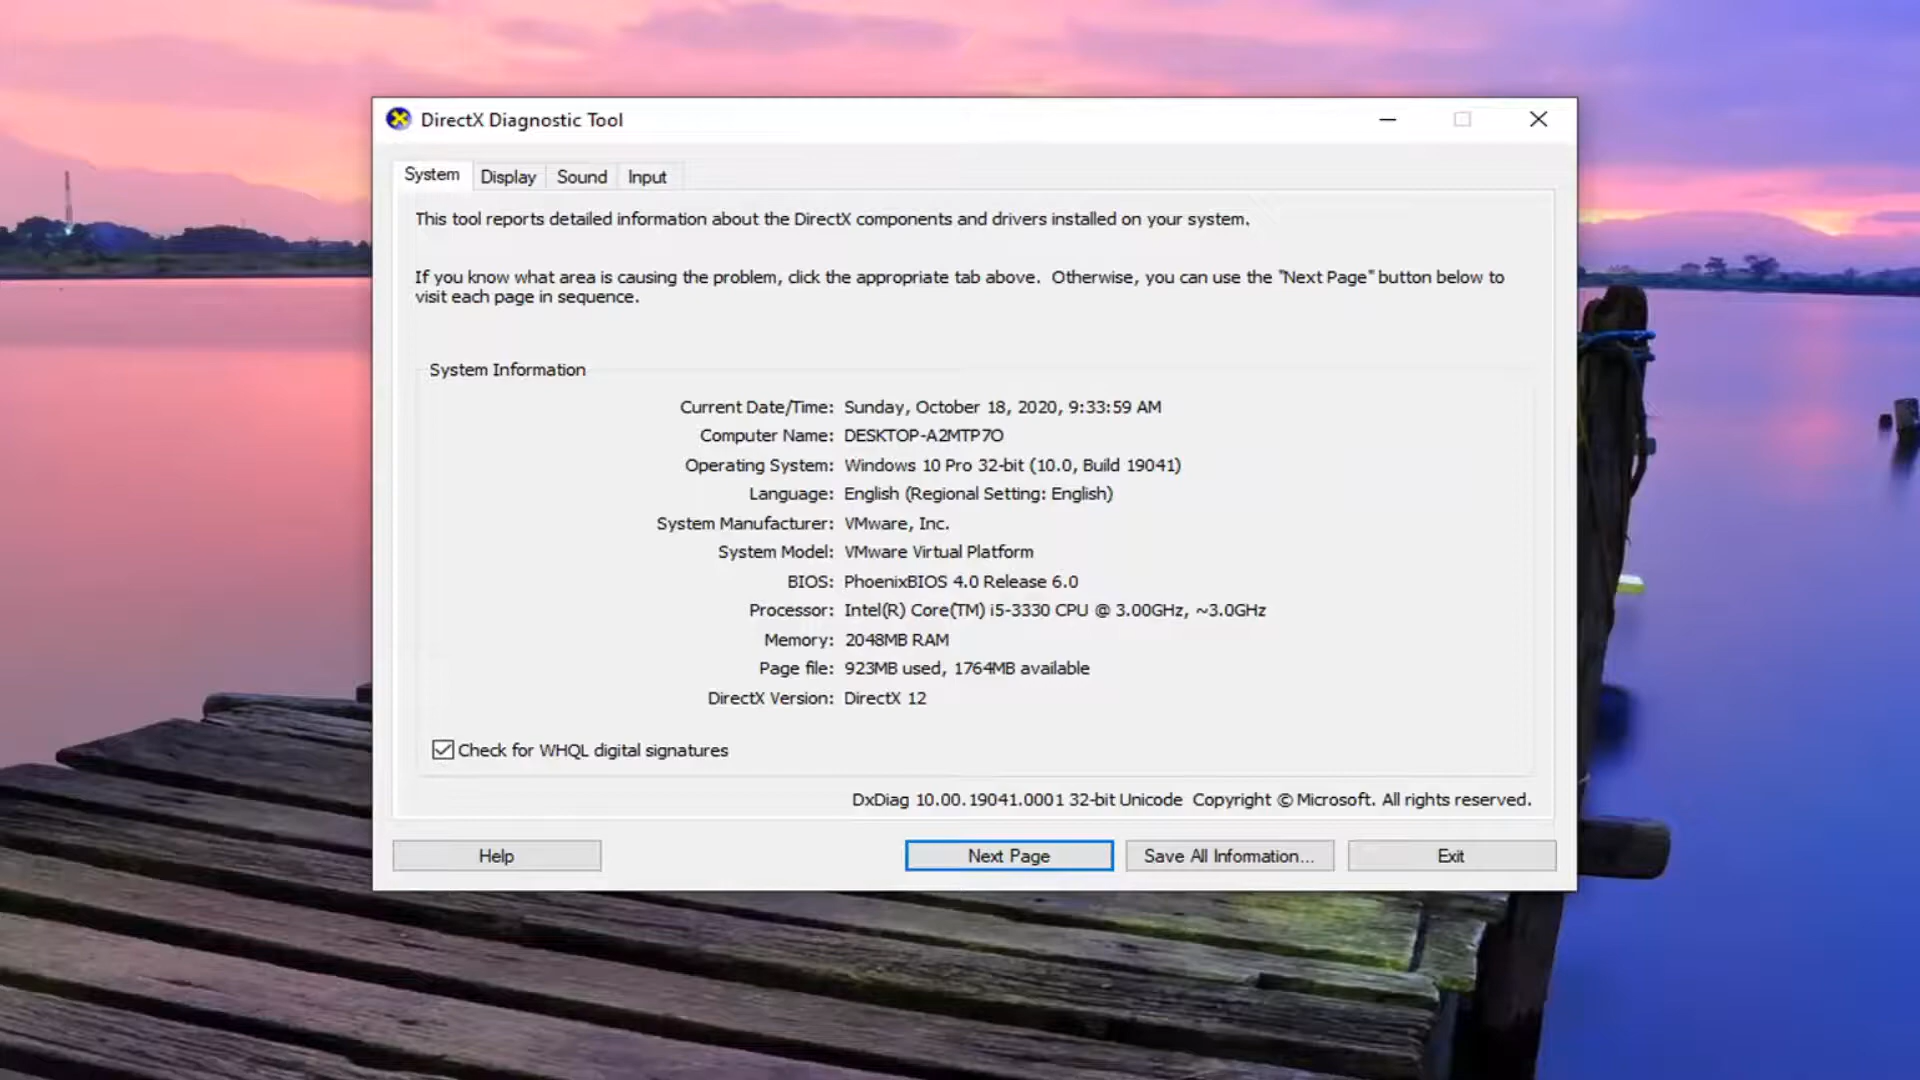 DirectX Diagnostic Tool
System Display Sound Input
This tool reports detailed information about the DirectX components and drivers installed on your system.
If you know what area is causing the problem, click the appropriate tab above.  Otherwise, you can use the "Next Page" button below to
visit each page in sequence.
System Information
Current Date/Time: Sunday, October 18, 2020, 9:33:59 AM
Computer Name: DESKTOP-A2MTP7O
Operating System: Windows 10 Pro 32-bit (10.0, Build 19041)
Language: English (Regional Setting: English)
System Manufacturer: VMware, Inc.
System Model: VMware Virtual Platform
BIOS: PhoenixBIOS 4.0 Release 6.0
Processor: Intel(R) Core(TM) i5-3330 CPU @ 3.00GHz, ~3.0GHz
Memory: 2048MB RAM
Page file: 923MB used, 1764MB available
DirectX Version: DirectX 12
Check for WHQL digital signatures
DxDiag 10.00.19041.0001 32-bit Unicode  Copyright © Microsoft. All rights reserved.
Help Next Page Save All Information... Exit